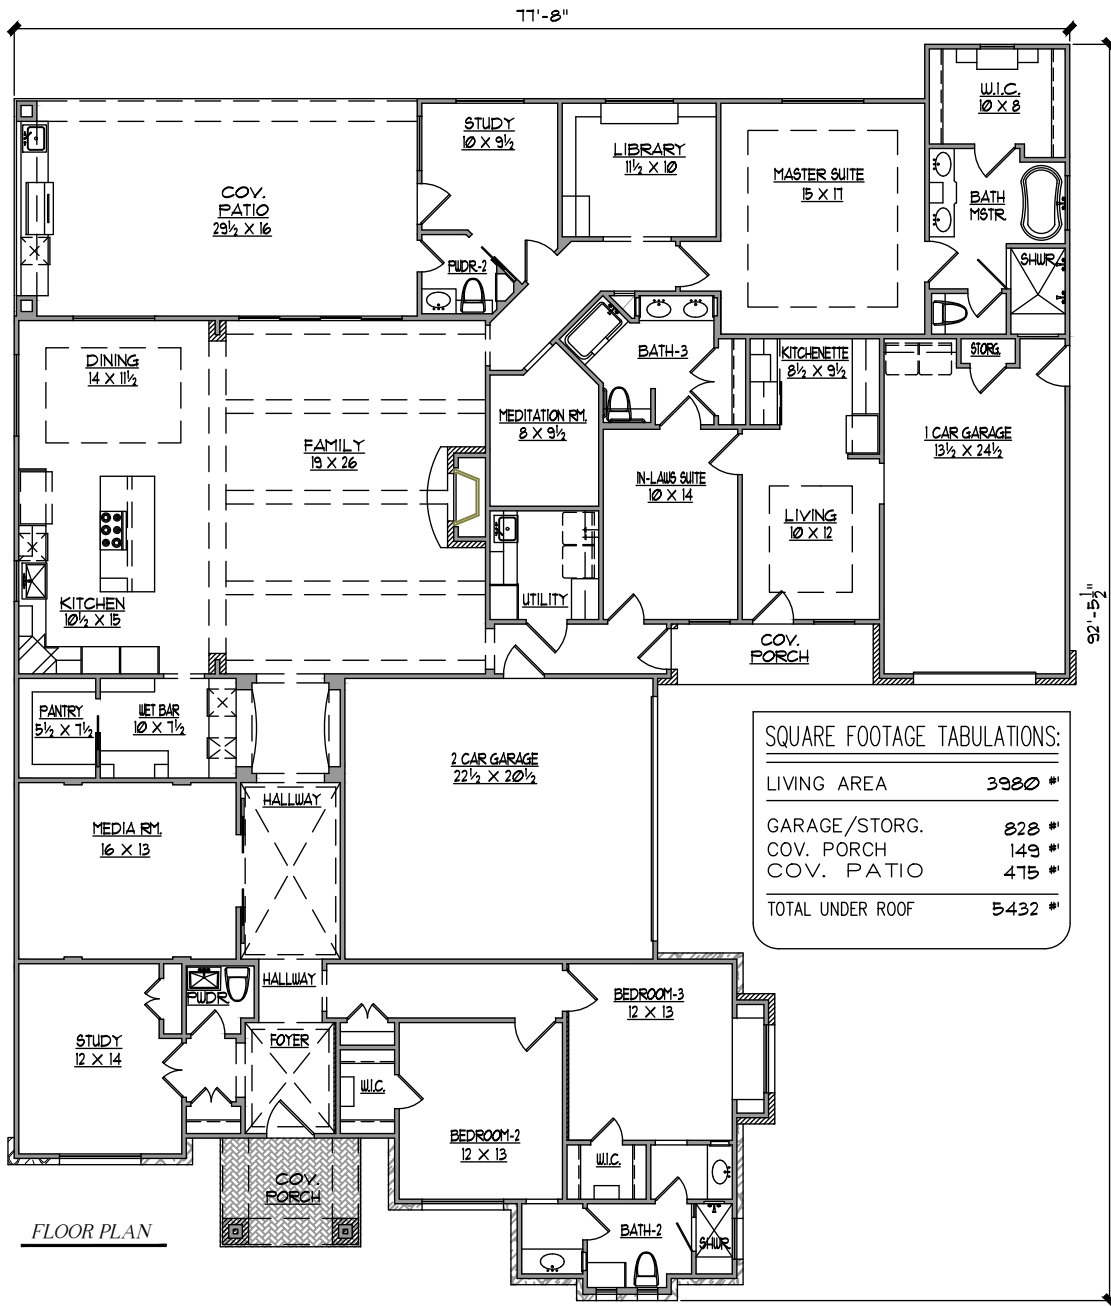 77'-8"
W.I.C.
10 X 8
STUDY
10 X 9½
LIBRARY
11½ X 10
MASTER SUITE
15 X 17
COV.
PATIO
29½ X 16
BATH
MSTR.
PWDR-2
SHWR.
DINING
14 X 11½
BATH-3
KITCHENETTE
8½ X 9½
STORG.
MEDITATION RM.
8 X 9½
FAMILY
19 X 26
1 CAR GARAGE
13½ X 24½
IN-LAWS SUITE
10 X 14
LIVING
10 X 12
KITCHEN
10½ X 15
UTILITY
COV.
PORCH
92'-5½"
PANTRY
5½ X 7½
WET BAR
10 X 7½
2 CAR GARAGE
22½ X 20½
SQUARE FOOTAGE TABULATIONS:
LIVING AREA 3980 #'
GARAGE/STORG. 828 #'
COV. PORCH 149 #'
COV. PATIO 475 #'
TOTAL UNDER ROOF 5432 #'
HALLWAY
MEDIA RM.
16 X 13
HALLWAY
PWDR.
BEDROOM-3
12 X 13
STUDY
12 X 14
FOYER
W.I.C.
BEDROOM-2
12 X 13
W.I.C.
COV.
PORCH
BATH-2
SHWR.
FLOOR PLAN